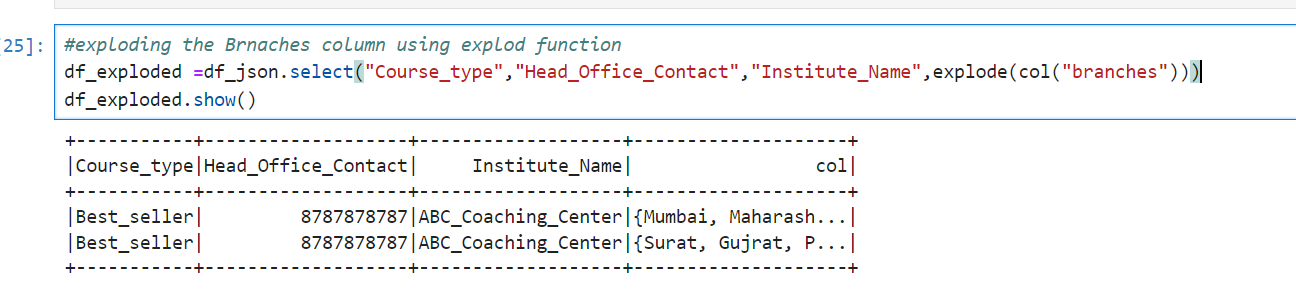 [25]: #exploding the Brnaches column using explod function
df_exploded =df_json.select("Course_type","Head_Office_Contact","Institute_Name",explode(col("branches")))
df_exploded.show()
+-----------+-------------------+-------------------+--------------------+
|Course_type|Head_Office_Contact|     Institute_Name|                 col|
+-----------+-------------------+-------------------+--------------------+
|Best_seller|         8787878787|ABC_Coaching_Center|{Mumbai, Maharash...|
|Best_seller|         8787878787|ABC_Coaching_Center|{Surat, Gujrat, P...|
+-----------+-------------------+-------------------+--------------------+